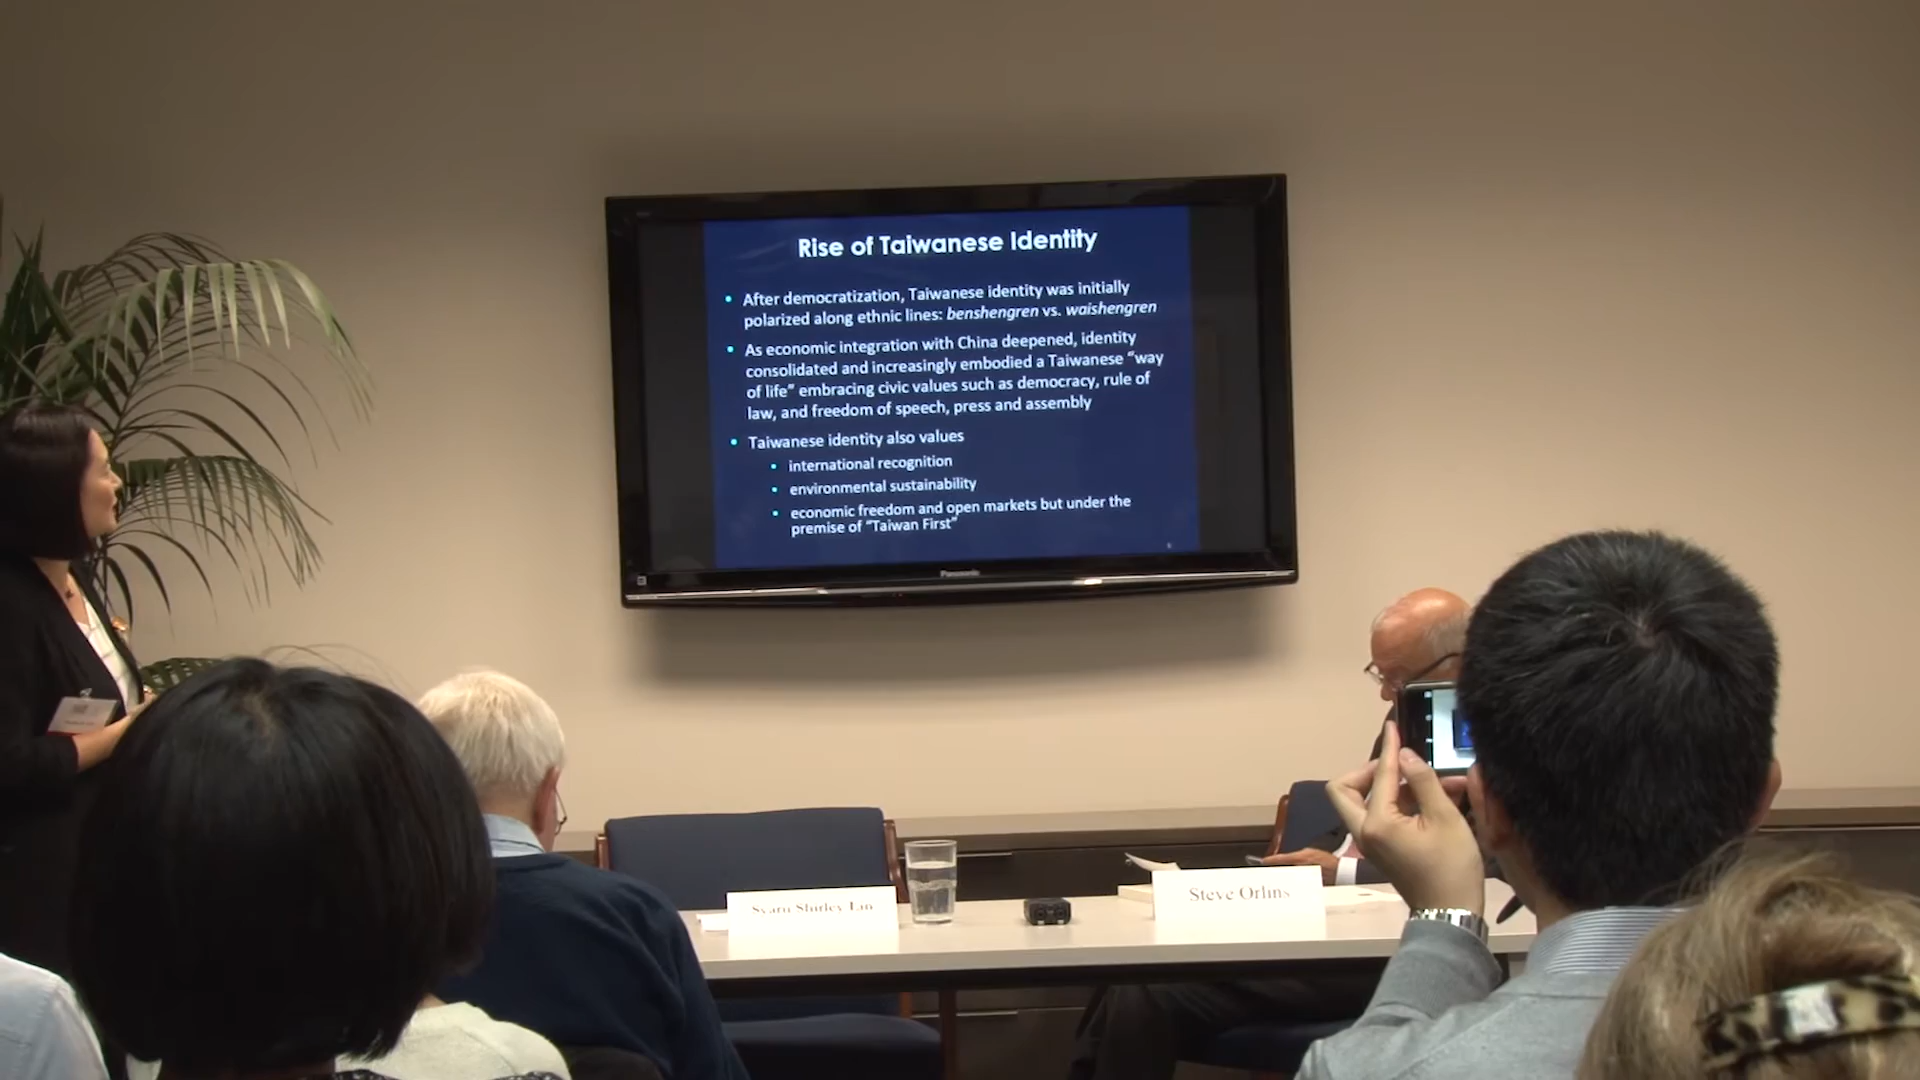 Rise of Taiwanese Identity
• After democratization, Taiwanese identity was initially
polarized along ethnic lines: benshengren vs. waishengren
• As economic integration with China deepened, identity
consolidated and increasingly embodied a Taiwanese “way
of life” embracing civic values such as democracy, rule of
law, and freedom of speech, press and assembly
• Taiwanese identity also values
• international recognition
• environmental sustainability
• economic freedom and open markets but under the
premise of “Taiwan First”
Panasonic
Syaru Shirley Lin
Steve Orlins